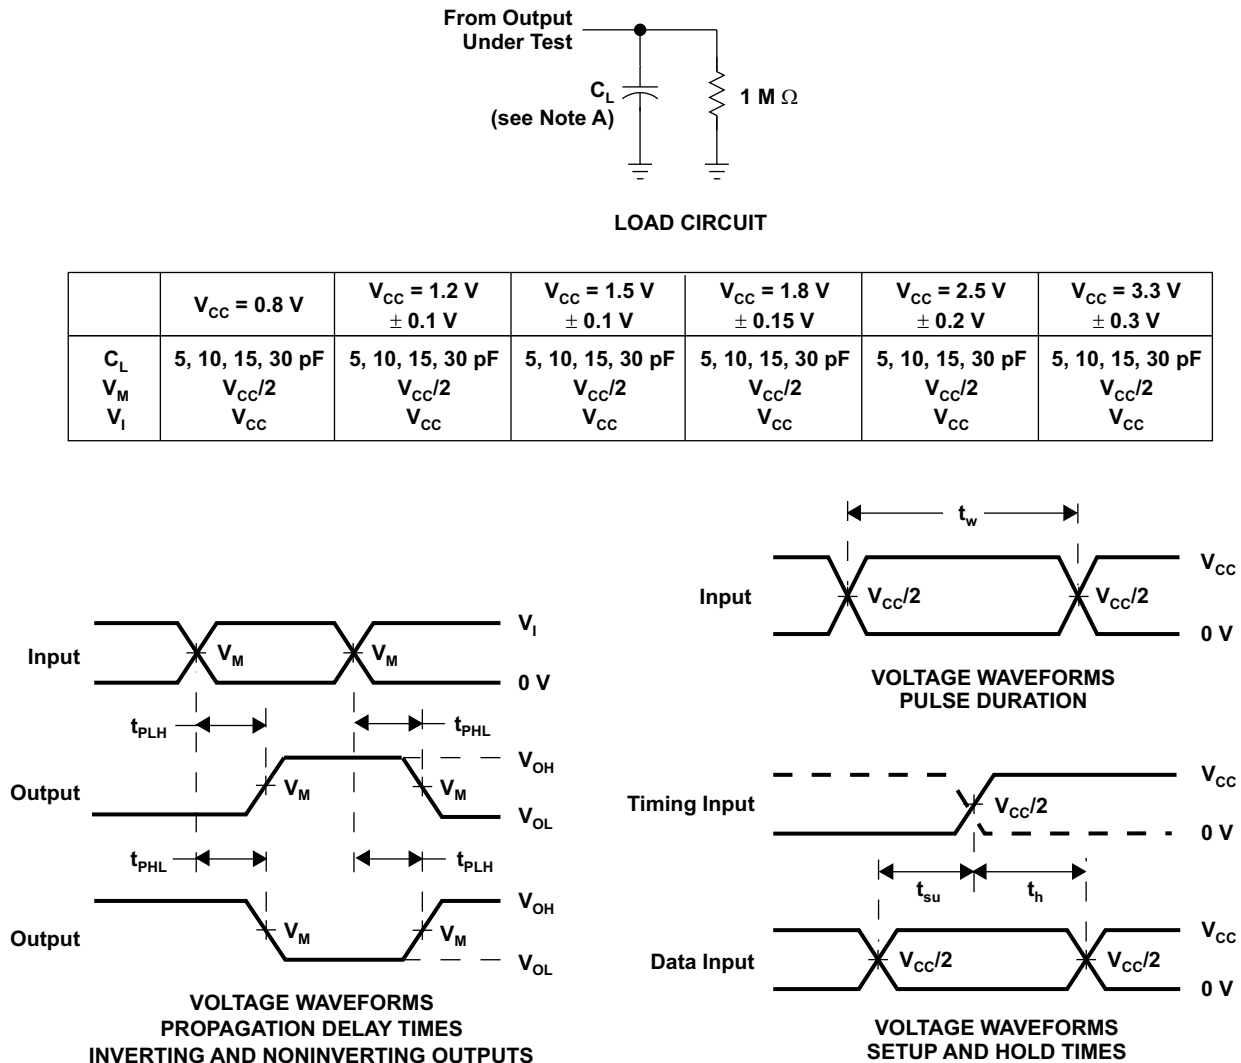 From Output
Under Test
C_L
(see Note A)
1 M Ω
LOAD CIRCUIT
V_CC = 0.8 V
V_CC = 1.2 V
± 0.1 V
V_CC = 1.5 V
± 0.1 V
V_CC = 1.8 V
± 0.15 V
V_CC = 2.5 V
± 0.2 V
V_CC = 3.3 V
± 0.3 V
C_L 5, 10, 15, 30 pF 5, 10, 15, 30 pF 5, 10, 15, 30 pF 5, 10, 15, 30 pF 5, 10, 15, 30 pF 5, 10, 15, 30 pF
V_M V_CC/2 V_CC/2 V_CC/2 V_CC/2 V_CC/2 V_CC/2
V_I V_CC V_CC V_CC V_CC V_CC V_CC
Input
V_M
V_M
V_I
0 V
t_PLH
t_PHL
Output
V_M
V_M
V_OH
V_OL
t_PHL
t_PLH
Output
V_M
V_M
V_OH
V_OL
VOLTAGE WAVEFORMS
PROPAGATION DELAY TIMES
INVERTING AND NONINVERTING OUTPUTS
t_w
Input
V_CC/2
V_CC/2
V_CC
0 V
VOLTAGE WAVEFORMS
PULSE DURATION
Timing Input
V_CC/2
V_CC
0 V
t_su
t_h
Data Input
V_CC/2
V_CC/2
V_CC
0 V
VOLTAGE WAVEFORMS
SETUP AND HOLD TIMES